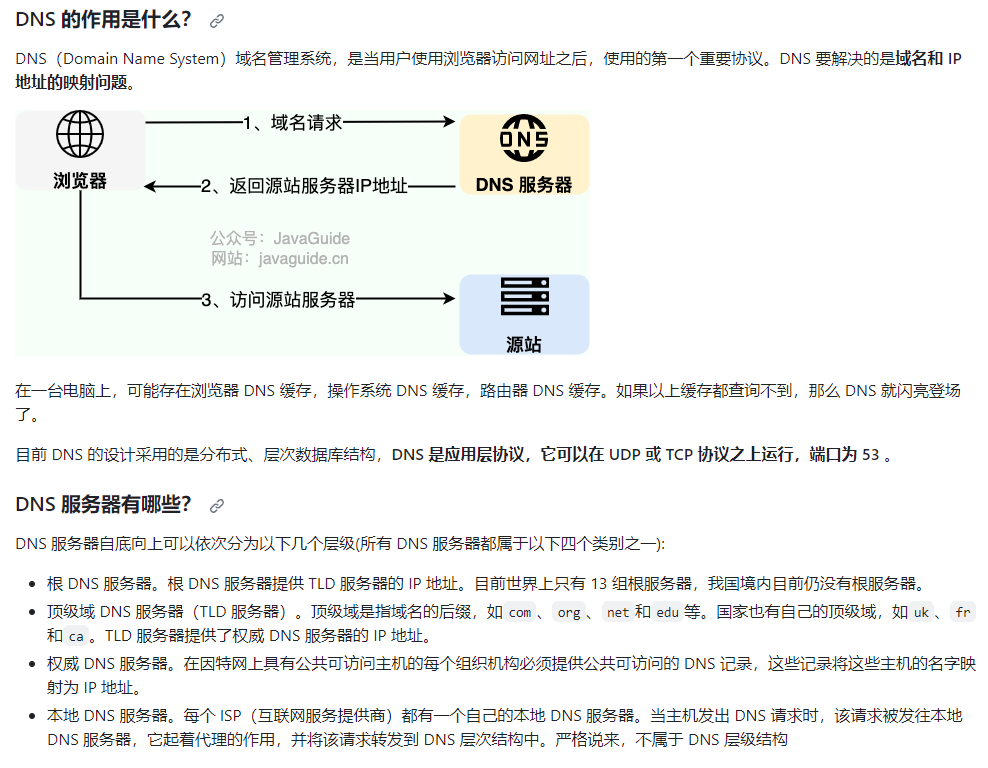 DNS 的作用是什么？
DNS（Domain Name System）域名管理系统，是当用户使用浏览器访问网址之后，使用的第一个重要协议。DNS 要解决的是域名和 IP
地址的映射问题。
1、域名请求
DNS
浏览器
2、返回源站服务器IP地址
DNS 服务器
公众号：JavaGuide
网站：javaguide.cn
3、访问源站服务器
源站
在一台电脑上，可能存在浏览器 DNS 缓存，操作系统 DNS 缓存，路由器 DNS 缓存。如果以上缓存都查询不到，那么 DNS 就闪亮登场
了。
目前 DNS 的设计采用的是分布式、层次数据库结构，DNS 是应用层协议，它可以在 UDP 或 TCP 协议之上运行，端口为 53 。
DNS 服务器有哪些？
DNS 服务器自底向上可以依次分为以下几个层级(所有 DNS 服务器都属于以下四个类别之一):
根 DNS 服务器。根 DNS 服务器提供 TLD 服务器的 IP 地址。目前世界上只有 13 组根服务器，我国境内目前仍没有根服务器。
顶级域 DNS 服务器（TLD 服务器）。顶级域是指域名的后缀，如 com 、 org 、 net 和 edu 等。国家也有自己的顶级域，如 uk 、 fr
和 ca 。TLD 服务器提供了权威 DNS 服务器的 IP 地址。
权威 DNS 服务器。在因特网上具有公共可访问主机的每个组织机构必须提供公共可访问的 DNS 记录，这些记录将这些主机的名字映
射为 IP 地址。
本地 DNS 服务器。每个 ISP（互联网服务提供商）都有一个自己的本地 DNS 服务器。当主机发出 DNS 请求时，该请求被发往本地
DNS 服务器，它起着代理的作用，并将该请求转发到 DNS 层次结构中。严格说来，不属于 DNS 层级结构